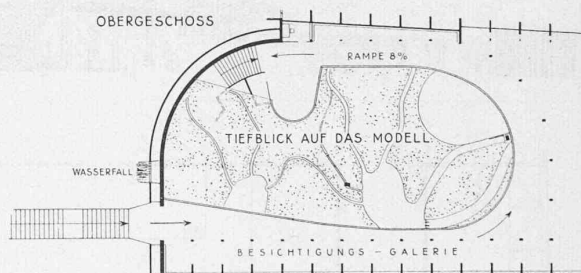 OBERGESCHOSS
RAMPE 8%
TIEFBLICK AUF DAS MODELL
WASSERFALL
BESICHTIGUNGS - GALERIE